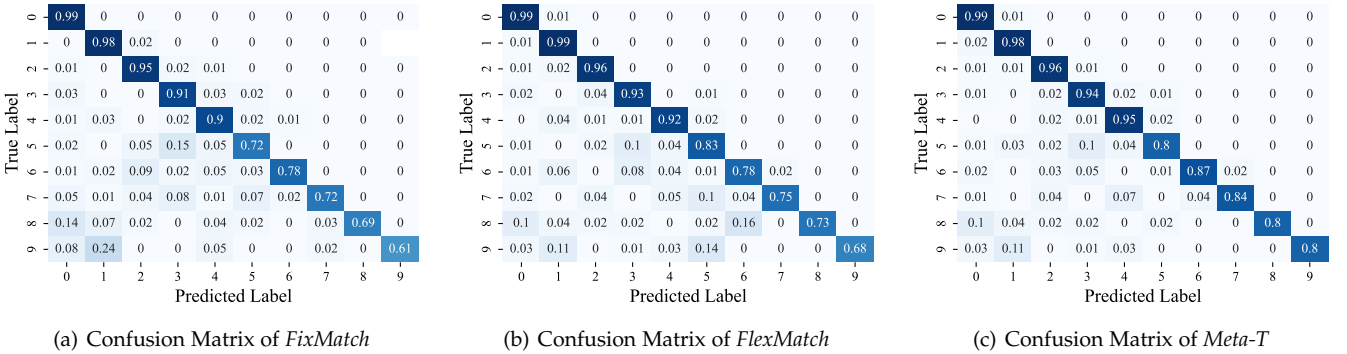 True Label
0 0.99 0 0 0 0 0 0 0 0 0
1 0 0.98 0.02 0 0 0 0 0 0
2 0.01 0 0.95 0.02 0.01 0 0 0 0 0
3 0.03 0 0 0.91 0.03 0.02 0 0 0 0
4 0.01 0.03 0 0.02 0.9 0.02 0.01 0 0 0
5 0.02 0 0.05 0.15 0.05 0.72 0 0 0 0
6 0.01 0.02 0.09 0.02 0.05 0.03 0.78 0 0 0
7 0.05 0.01 0.04 0.08 0.01 0.07 0.02 0.72 0 0
8 0.14 0.07 0.02 0 0.04 0.02 0 0 0.69 0
9 0.08 0.24 0 0 0.05 0 0 0.02 0 0.61
0 1 2 3 4 5 6 7 8 9
Predicted Label
(a) Confusion Matrix of FixMatch
True Label
0 0.99 0.01 0 0 0 0 0 0 0 0
1 0.01 0.99 0 0 0 0 0 0 0 0
2 0.01 0.02 0.96 0 0 0 0 0 0 0
3 0.02 0 0.04 0.93 0 0.01 0 0 0 0
4 0 0.04 0.01 0.01 0.92 0.02 0 0 0 0
5 0.01 0 0.02 0.1 0.04 0.83 0 0 0 0
6 0.01 0.06 0 0.08 0.04 0.01 0.78 0.02 0 0
7 0.02 0 0.04 0.04 0.05 0.1 0 0.75 0 0
8 0.1 0.04 0.02 0.02 0 0.02 0.16 0 0.73 0
9 0.03 0.11 0 0.01 0.03 0.14 0 0 0 0.68
0 1 2 3 4 5 6 7 8 9
Predicted Label
(b) Confusion Matrix of FlexMatch
True Label
0 0.99 0.01 0 0 0 0 0 0 0 0
1 0.02 0.98 0 0 0 0 0 0 0 0
2 0.01 0.01 0.96 0.01 0 0 0 0 0 0
3 0.01 0 0.02 0.94 0.02 0.01 0 0 0 0
4 0 0 0.02 0.01 0.95 0.02 0 0 0 0
5 0.01 0.03 0.02 0.1 0.04 0.8 0 0 0 0
6 0.02 0 0.03 0.05 0 0.01 0.87 0.02 0 0
7 0.01 0 0.04 0 0.07 0 0.04 0.84 0 0
8 0.1 0.04 0.02 0.02 0 0.02 0 0 0.8 0
9 0.03 0.11 0 0.01 0.03 0 0 0 0 0.8
0 1 2 3 4 5 6 7 8 9
Predicted Label
(c) Confusion Matrix of Meta-T